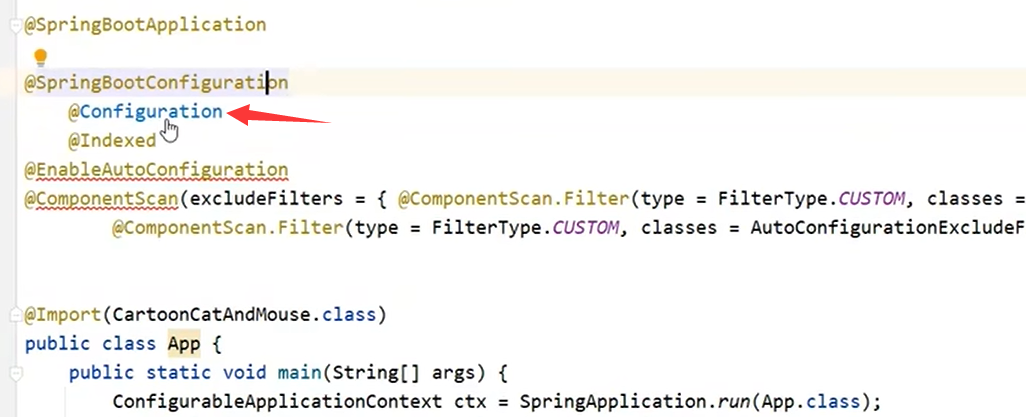 @SpringBootApplication
@SpringBootConfiguration
@Configuration
@Indexed
@EnableAutoConfiguration
@ComponentScan(excludeFilters = { @ComponentScan.Filter(type = FilterType.CUSTOM, classes =
@ComponentScan.Filter(type = FilterType.CUSTOM, classes = AutoConfigurationExcludeF
@Import(CartoonCatAndMouse.class)
public class App {
public static void main(String[] args) {
ConfigurableApplicationContext ctx = SpringApplication.run(App.class);